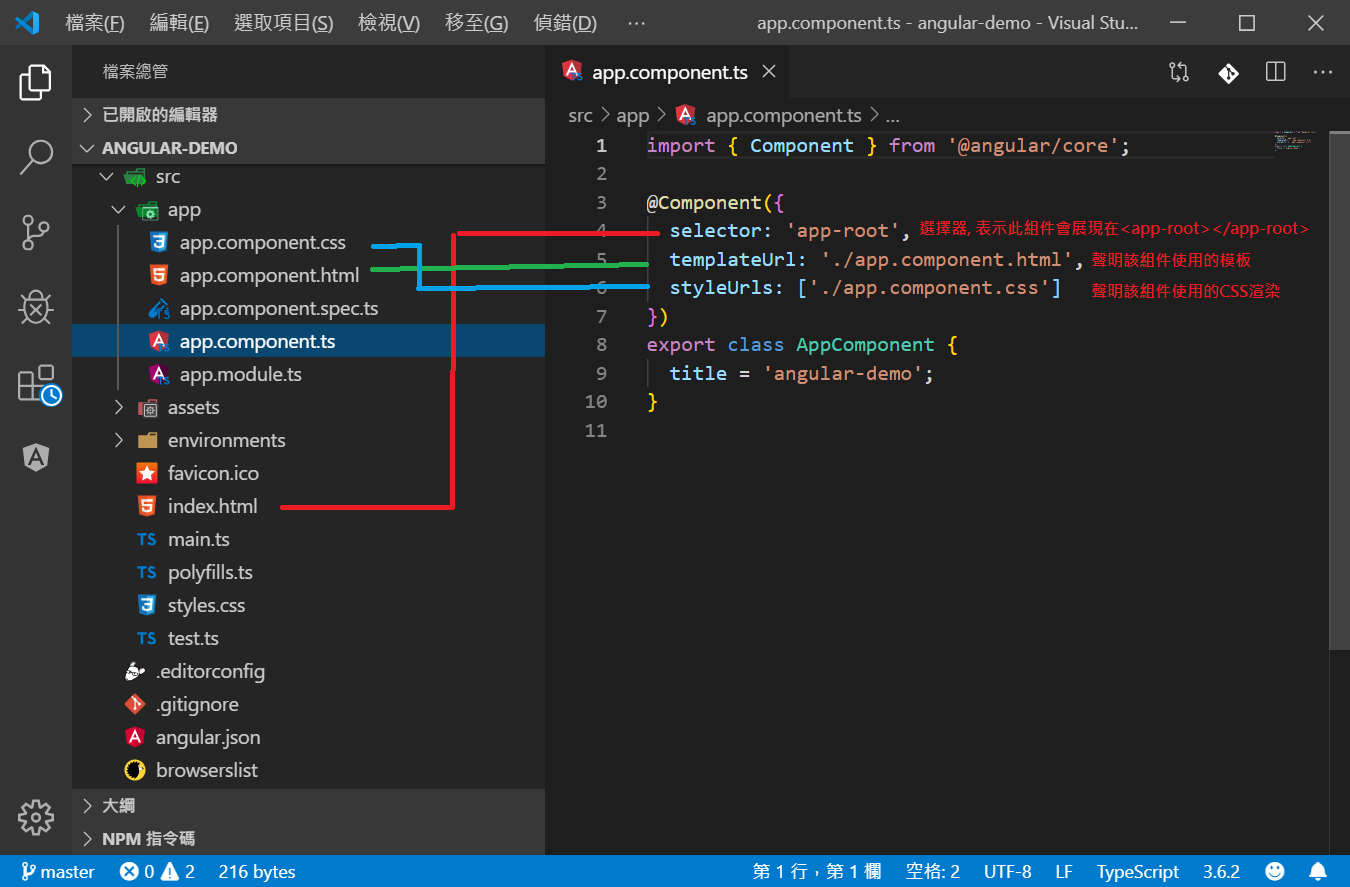 檔案(F) 編輯(E) 選取項目(S) 檢視(V) 移至(G) 偵錯(D) ··· app.component.ts - angular-demo - Visual Stu...
檔案總管
已開啟的編輯器
ANGULAR-DEMO
src
app
app.component.css
app.component.html
app.component.spec.ts
app.component.ts
app.module.ts
assets
environments
favicon.ico
index.html
TS main.ts
TS polyfills.ts
styles.css
TS test.ts
.editorconfig
.gitignore
angular.json
browserslist
大綱
NPM 指令碼
app.component.ts
src > app > app.component.ts > ...
1 import { Component } from '@angular/core';
2
3 @Component({
4 selector: 'app-root', 選擇器, 表示此組件會展現在<app-root></app-root>
5 templateUrl: './app.component.html', 聲明該組件使用的模板
6 styleUrls: ['./app.component.css'] 聲明該組件使用的CSS渲染
7 })
8 export class AppComponent {
9 title = 'angular-demo';
10 }
11
master 0 2 216 bytes 第 1 行，第 1 欄 空格: 2 UTF-8 LF TypeScript 3.6.2